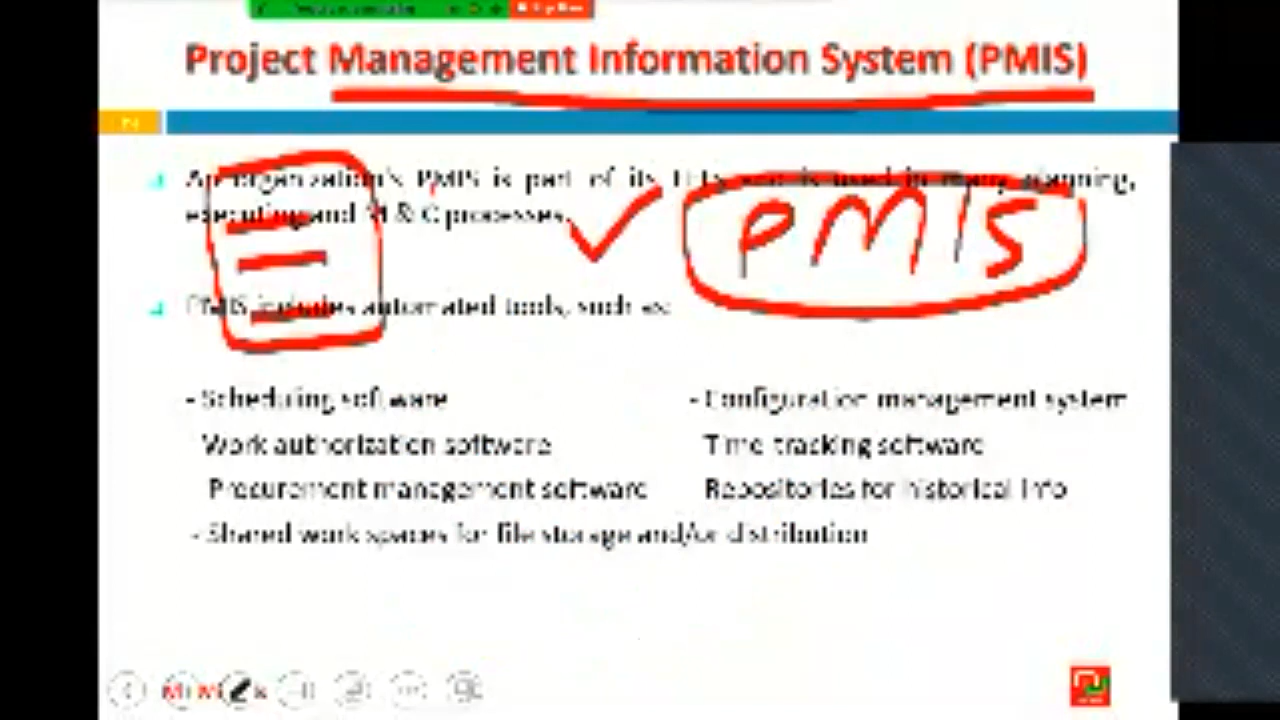 Project Management Information System (PMIS)
An organization's PMIS is part of its EEFs and is used in many planning,
executing and M & C processes.
PMIS
PMIS includes automated tools, such as:
- Scheduring software - Configuration management system
Work authorization software Time tracking software
Procurement management software Repositories for historical info
- Shared work spaces for file storage and/or distribution